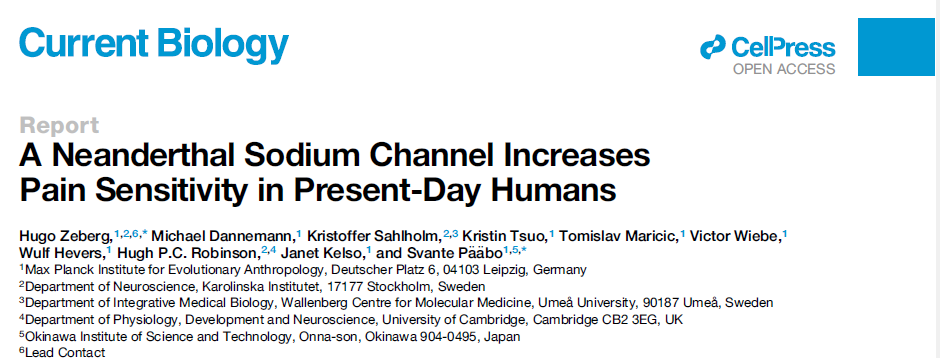 Current Biology
CellPress
OPEN ACCESS
Report
A Neanderthal Sodium Channel Increases
Pain Sensitivity in Present-Day Humans
Hugo Zeberg,1,2,6,* Michael Dannemann,1 Kristoffer Sahlholm,2,3 Kristin Tsuo,1 Tomislav Maricic,1 Victor Wiebe,1
Wulf Hevers,1 Hugh P.C. Robinson,2,4 Janet Kelso,1 and Svante Pääbo1,5,*
1Max Planck Institute for Evolutionary Anthropology, Deutscher Platz 6, 04103 Leipzig, Germany
2Department of Neuroscience, Karolinska Institutet, 17177 Stockholm, Sweden
3Department of Integrative Medical Biology, Wallenberg Centre for Molecular Medicine, Umeå University, 90187 Umeå, Sweden
4Department of Physiology, Development and Neuroscience, University of Cambridge, Cambridge CB2 3EG, UK
5Okinawa Institute of Science and Technology, Onna-son, Okinawa 904-0495, Japan
6Lead Contact